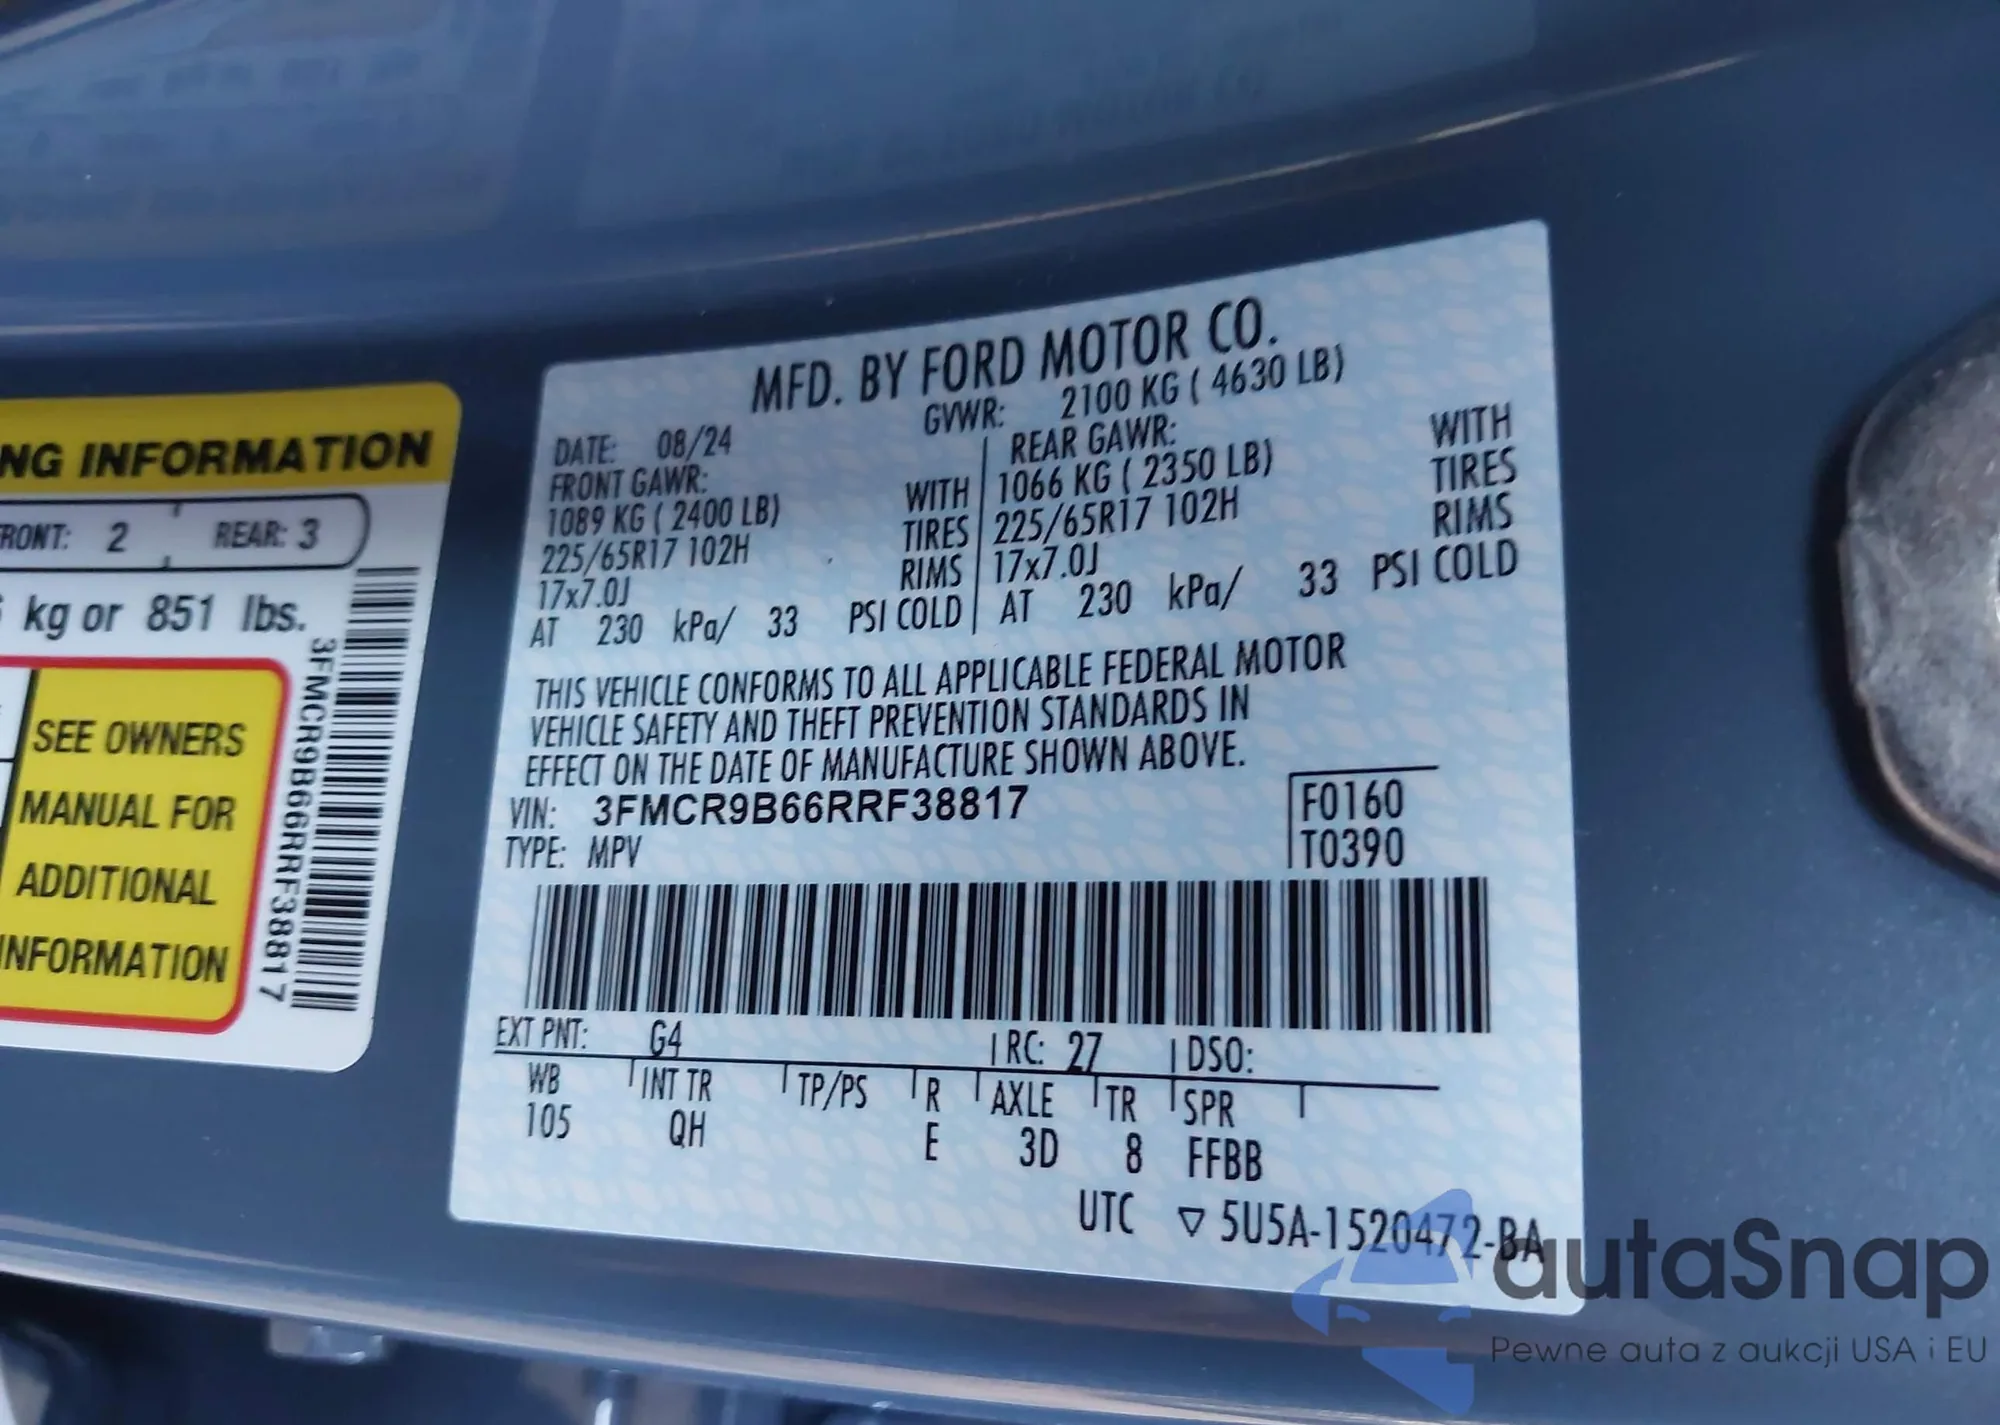 NG INFORMATION
RONT: 2 REAR: 3
kg or 851 lbs.
SEE OWNERS
MANUAL FOR
ADDITIONAL
INFORMATION
3FMCR9B66RRF38817
MFD. BY FORD MOTOR CO.
DATE: 08/24 GVWR: 2100 KG ( 4630 LB)
FRONT GAWR: REAR GAWR: WITH
1089 KG ( 2400 LB) WITH 1066 KG ( 2350 LB) TIRES
225/65R17 102H TIRES 225/65R17 102H RIMS
17x7.0J RIMS 17x7.0J
AT 230 kPa/ 33 PSI COLD AT 230 kPa/ 33 PSI COLD
THIS VEHICLE CONFORMS TO ALL APPLICABLE FEDERAL MOTOR
VEHICLE SAFETY AND THEFT PREVENTION STANDARDS IN
EFFECT ON THE DATE OF MANUFACTURE SHOWN ABOVE.
VIN: 3FMCR9B66RRF38817 F0160
TYPE: MPV T0390
EXT PNT: G4 RC: 27 DSO:
WB INT TR TP/PS R AXLE TR SPR
105 QH E 3D 8 FFBB
UTC ▽ 5U5A-1520472-BA
autaSnap
Pewne auta z aukcji USA i EU